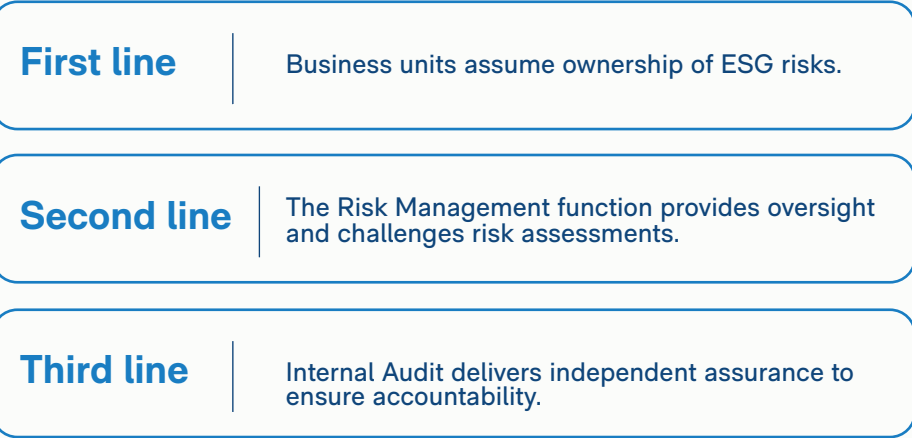 First line
Business units assume ownership of ESG risks.
Second line
The Risk Management function provides oversight
and challenges risk assessments.
Third line
Internal Audit delivers independent assurance to
ensure accountability.